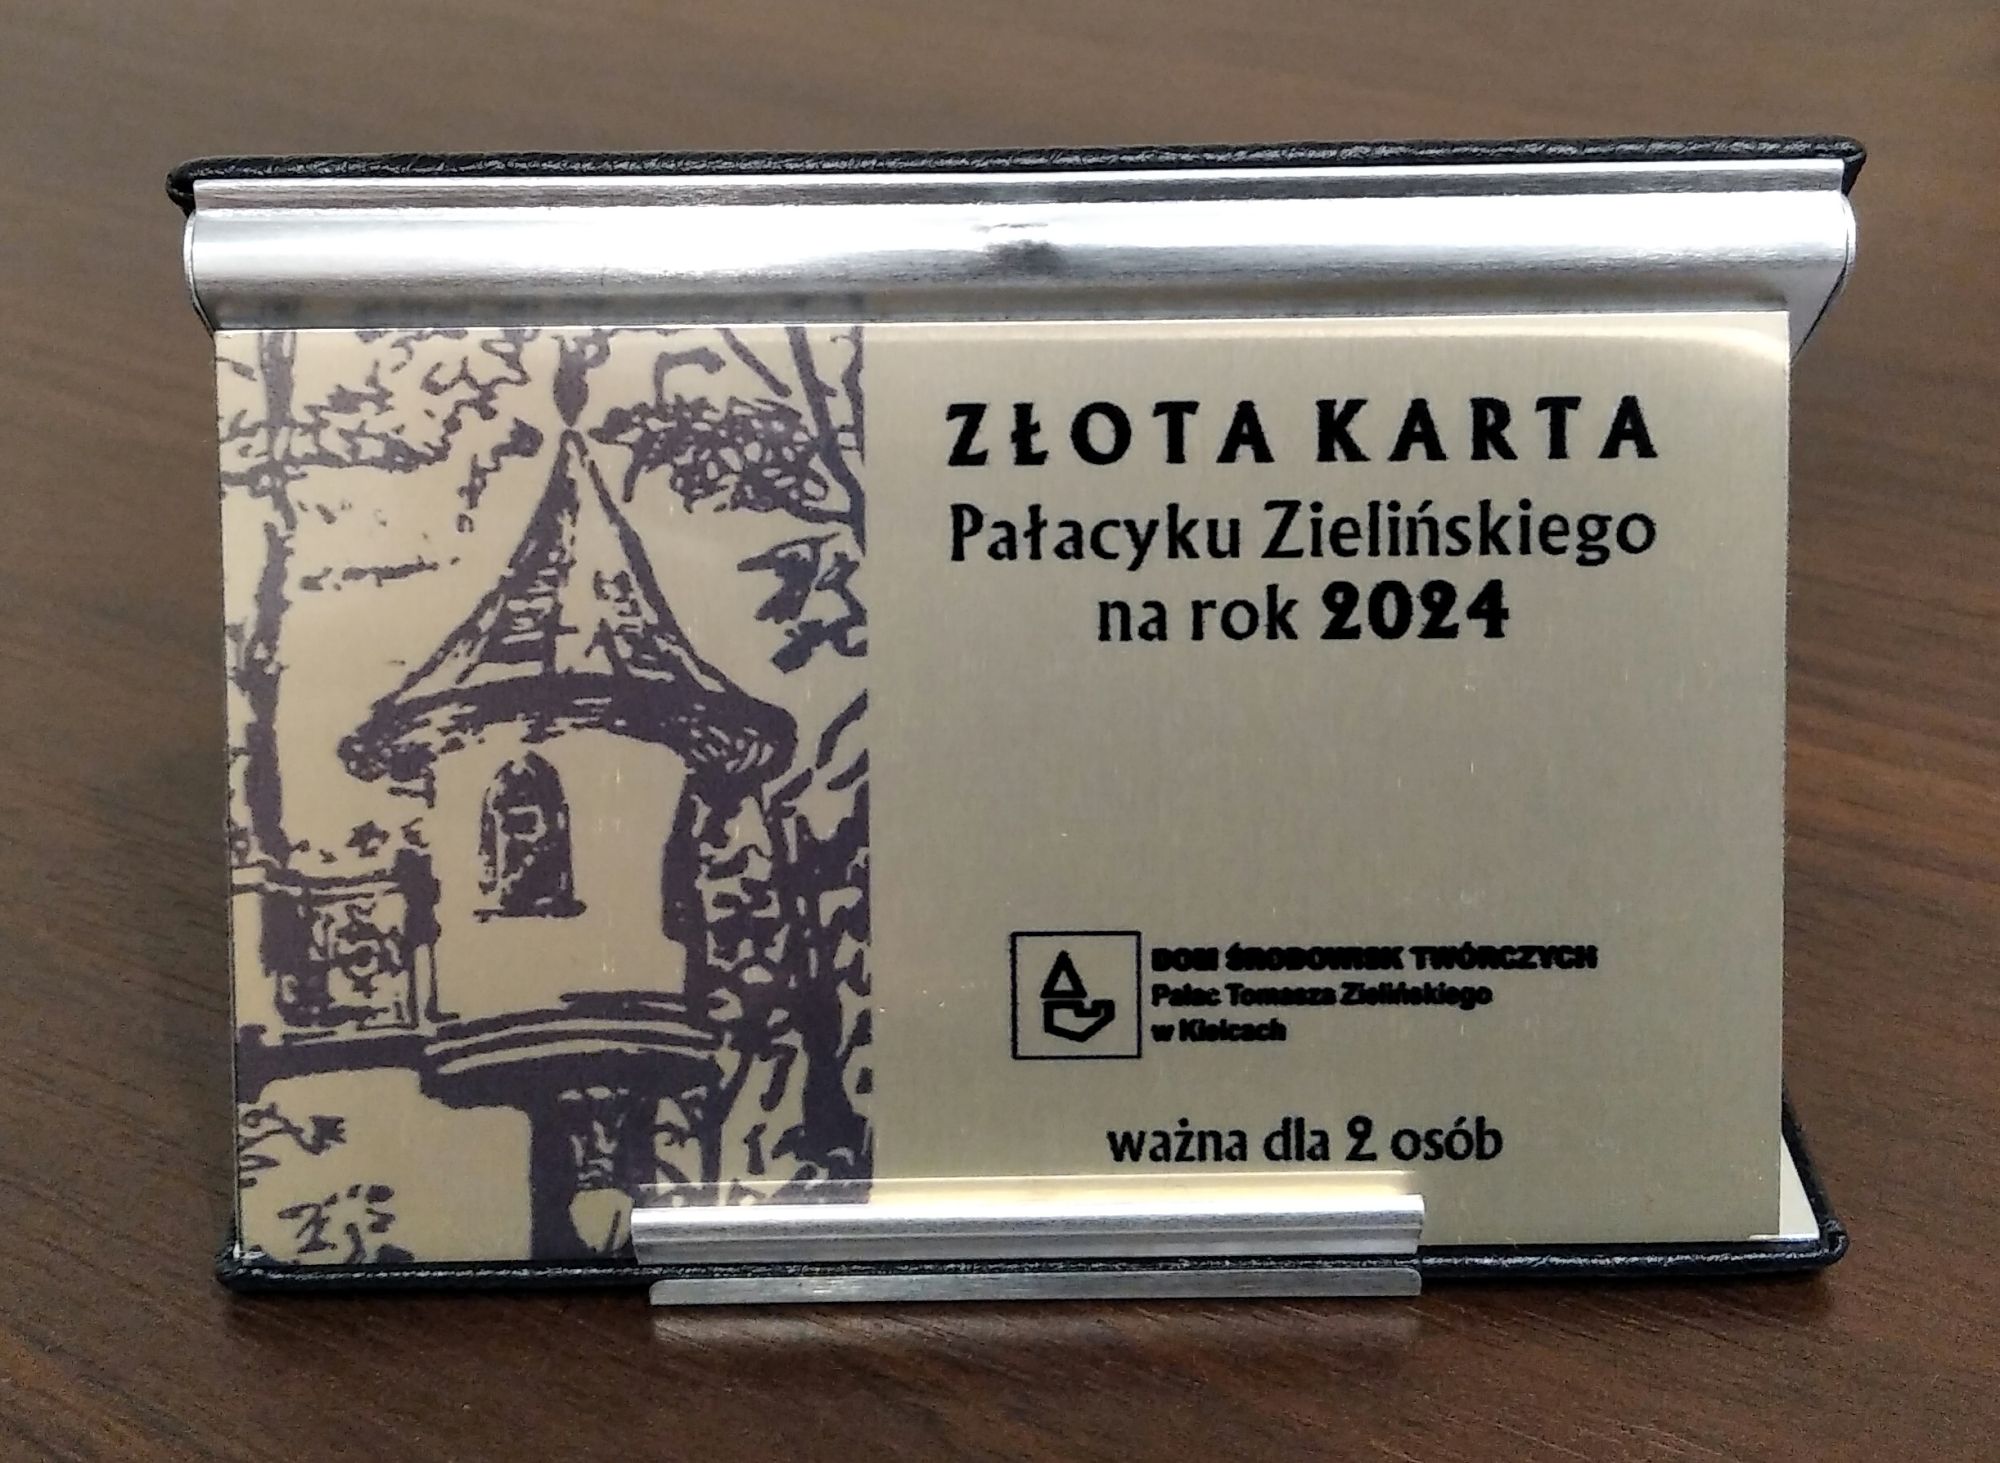 ZŁOTA KARTA
Pałacyku Zielińskiego
na rok 2024
DOM ŚRODOWISK TWÓRCZYCH
Pałac Tomasza Zielińskiego
w Kielcach
ważna dla 2 osób